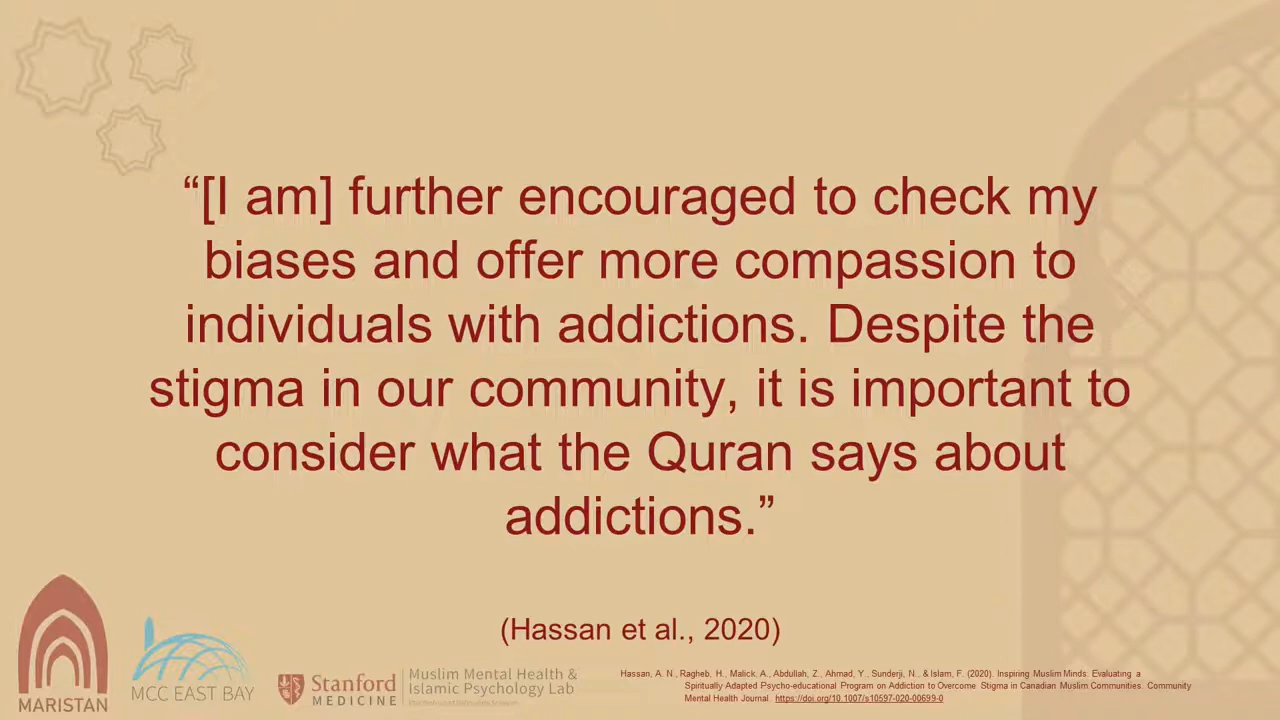 “[I am] further encouraged to check my
biases and offer more compassion to
individuals with addictions. Despite the
stigma in our community, it is important to
consider what the Quran says about
addictions.”
(Hassan et al., 2020)
MARISTAN
MCC EAST BAY
Stanford
MEDICINE
Muslim Mental Health &
Islamic Psychology Lab
Hassan, A. N., Ragheb, H., Malick, A., Abdullah, Z., Ahmad, Y., Sunderji, N., & Islam, F. (2020). Inspiring Muslim Minds: Evaluating a
Spiritually Adapted Psycho-educational Program on Addiction to Overcome Stigma in Canadian Muslim Communities. Community
Mental Health Journal. https://doi.org/10.1007/s10597-020-00699-0